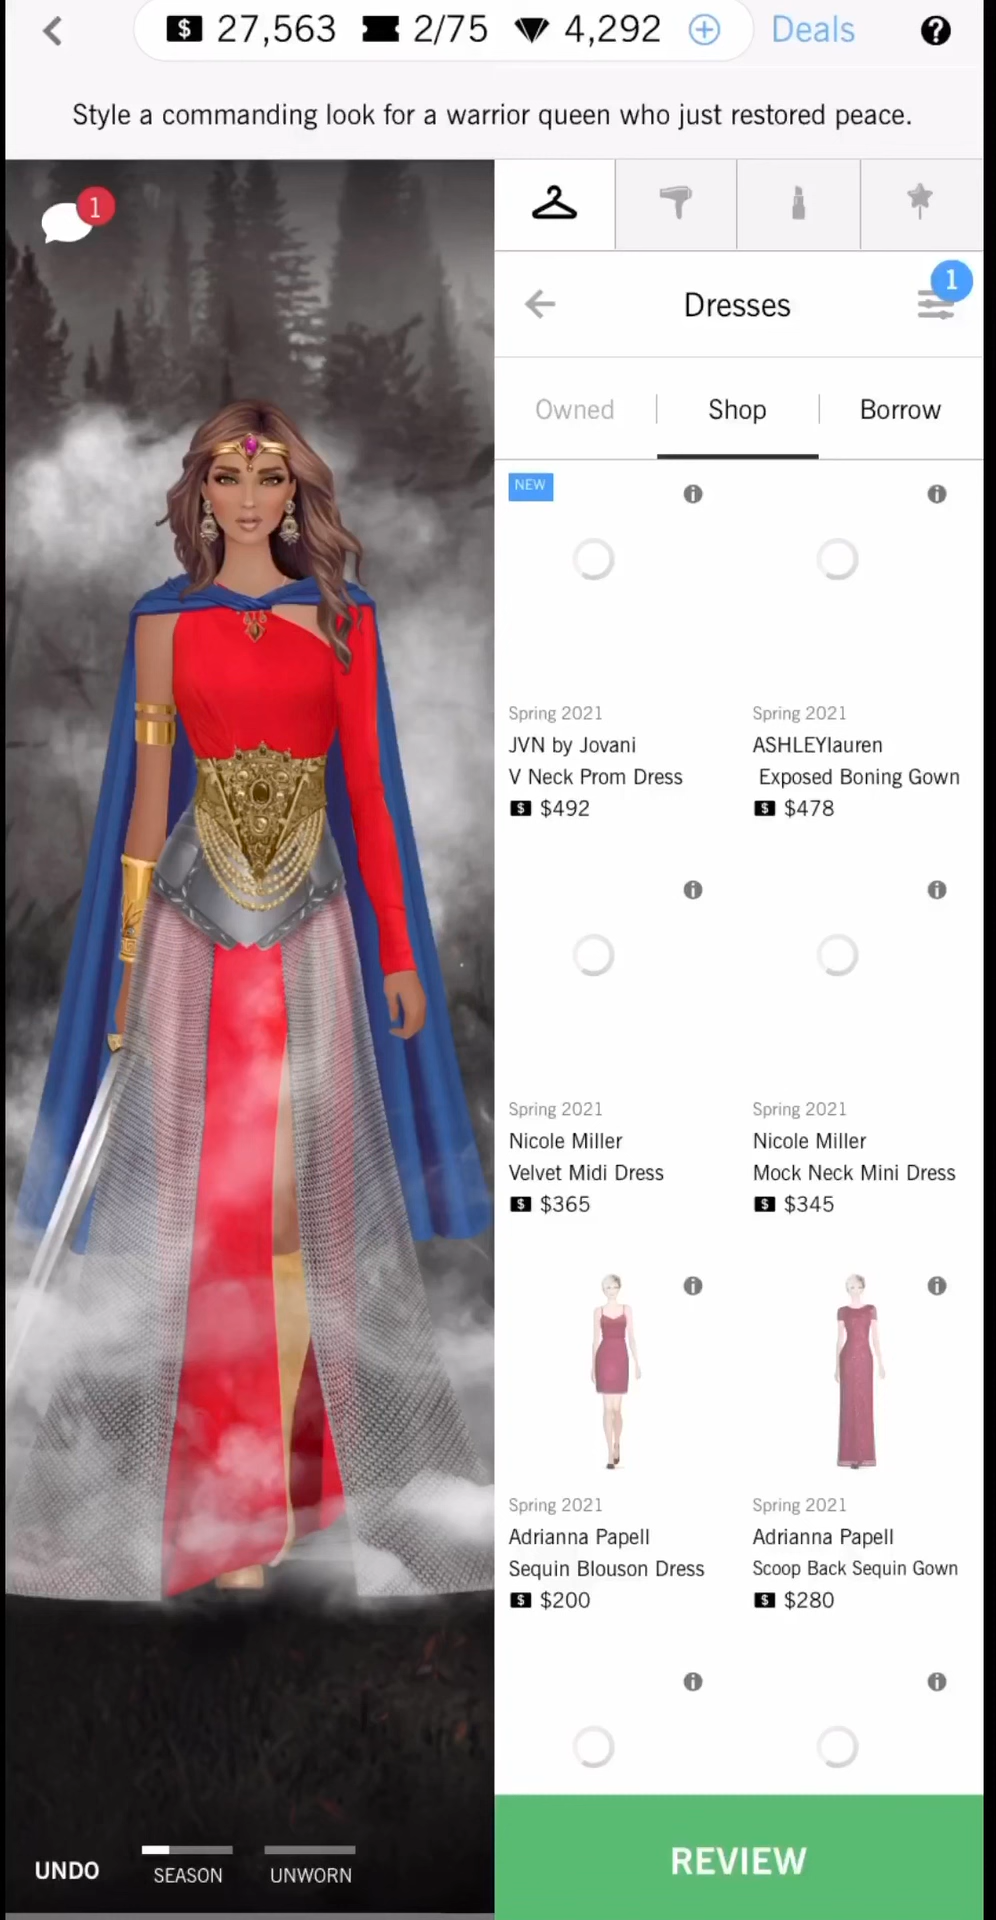 $ 27,563 2/75 4,292 + Deals ?
Style a commanding look for a warrior queen who just restored peace.
1
1
Dresses
Owned Shop Borrow
NEW
Spring 2021 Spring 2021
JVN by Jovani ASHLEYlauren
V Neck Prom Dress Exposed Boning Gown
$ $492 $ $478
Spring 2021 Spring 2021
Nicole Miller Nicole Miller
Velvet Midi Dress Mock Neck Mini Dress
$ $365 $ $345
Spring 2021 Spring 2021
Adrianna Papell Adrianna Papell
Sequin Blouson Dress Scoop Back Sequin Gown
$ $200 $ $280
UNDO SEASON UNWORN
REVIEW